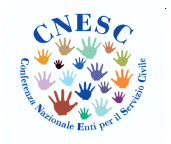 CNESC
Conferenza Nazionale Enti per il Servizio Civile